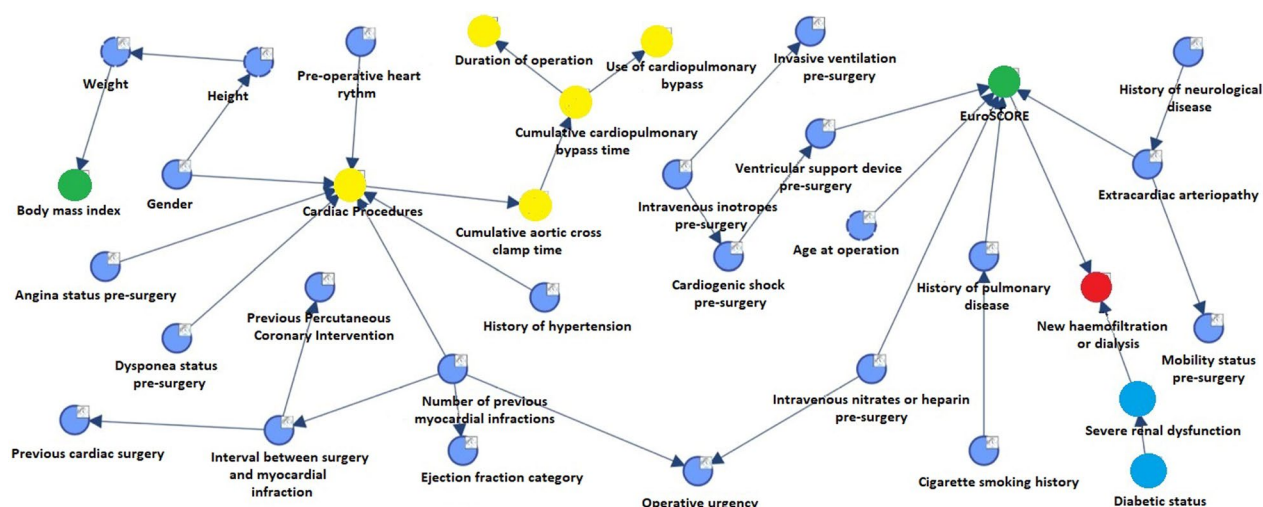 Duration of operation
Use of cardiopulmonary
bypass
Invasive ventilation
pre-surgery
Weight
Height
Pre-operative heart
rythm
History of neurological
disease
EuroSCORE
Cumulative cardiopulmonary
bypass time
Ventricular support device
pre-surgery
Body mass index
Gender
Cardiac Procedures
Intravenous inotropes
pre-surgery
Extracardiac arteriopathy
Cumulative aortic cross
clamp time
Age at operation
Angina status pre-surgery
Cardiogenic shock
pre-surgery
History of pulmonary
disease
Previous Percutaneous
Coronary Intervention
History of hypertension
New haemofiltration
or dialysis
Mobility status
pre-surgery
Dysponea status
pre-surgery
Number of previous
myocardial infractions
Intravenous nitrates or heparin
pre-surgery
Severe renal dysfunction
Previous cardiac surgery
Interval between surgery
and myocardial
infraction
Ejection fraction category
Operative urgency
Cigarette smoking history
Diabetic status